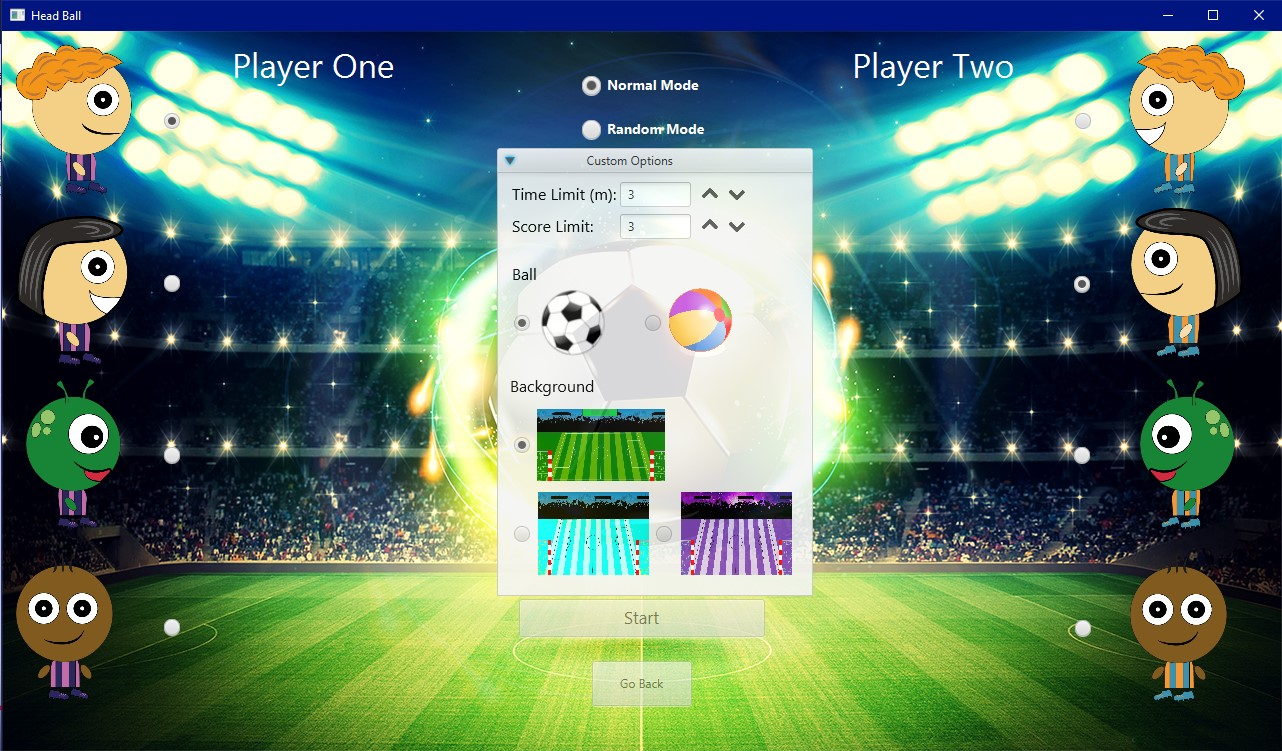 Head Ball
Player One
Player Two
Normal Mode
Random Mode
Custom Options
Time Limit (m): 3
Score Limit: 3
Ball
Background
Start
Go Back